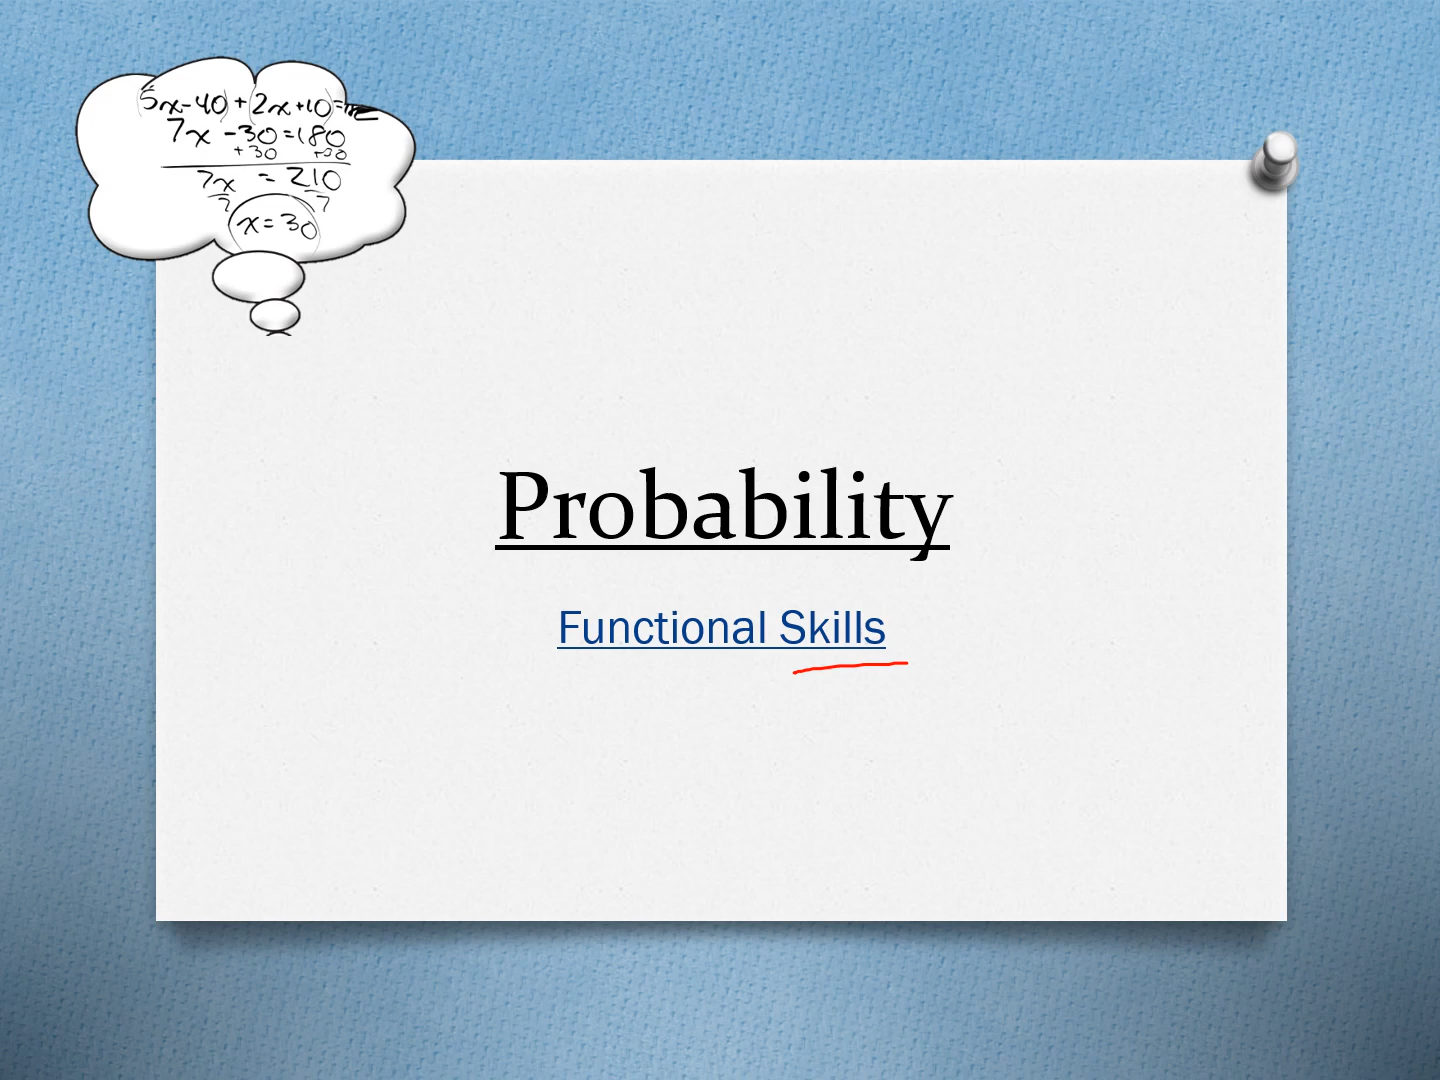 (5x-40)+(2x+10)=
7x -30=180
+30 +30
7x = 210
7 7
x=30
Probability
Functional Skills